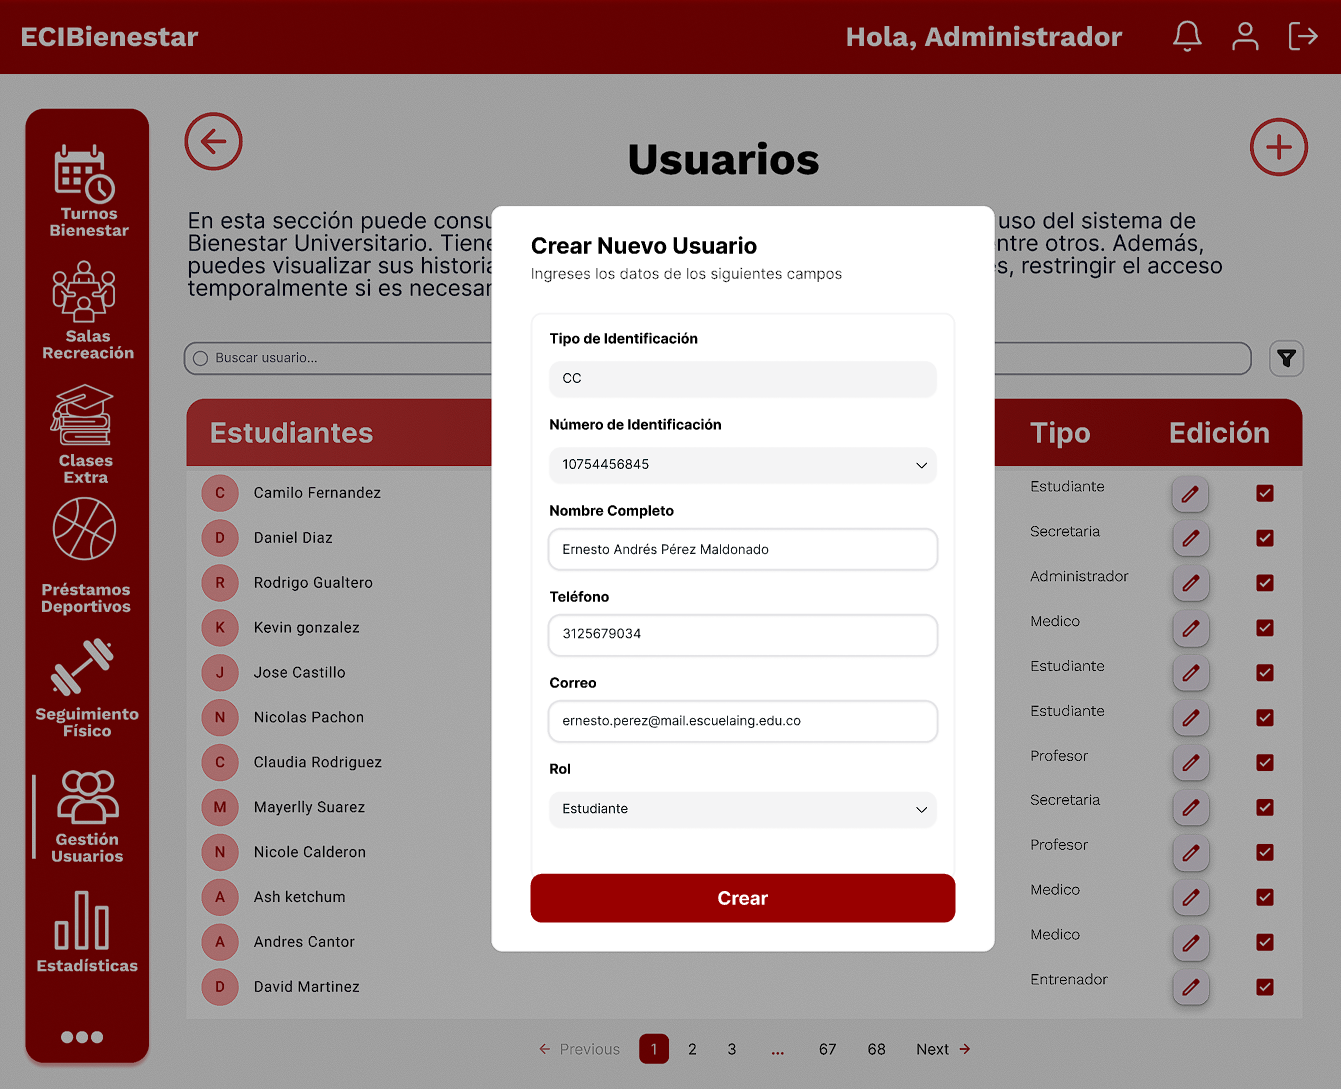 ECIBienestar
Hola, Administrador
Turnos
Bienestar
Salas
Recreación
Clases
Extra
Préstamos
Deportivos
Seguimiento
Físico
Gestión
Usuarios
Estadísticas
Usuarios
En esta sección puede consu
uso del sistema de
Bienestar Universitario. Tiene
ntre otros. Además,
puedes visualizar sus historia
s, restringir el acceso
temporalmente si es necesar
Buscar usuario...
Estudiantes
Tipo
Edición
C Camilo Fernandez Estudiante
D Daniel Diaz Secretaria
R Rodrigo Gualtero Administrador
K Kevin gonzalez Medico
J Jose Castillo Estudiante
N Nicolas Pachon Estudiante
C Claudia Rodriguez Profesor
M Mayerlly Suarez Secretaria
N Nicole Calderon Profesor
A Ash ketchum Medico
A Andres Cantor Medico
D David Martinez Entrenador
Crear Nuevo Usuario
Ingreses los datos de los siguientes campos
Tipo de Identificación
CC
Número de Identificación
10754456845
Nombre Completo
Ernesto Andrés Pérez Maldonado
Teléfono
3125679034
Correo
ernesto.perez@mail.escuelaing.edu.co
Rol
Estudiante
Crear
← Previous 1 2 3 ... 67 68 Next →